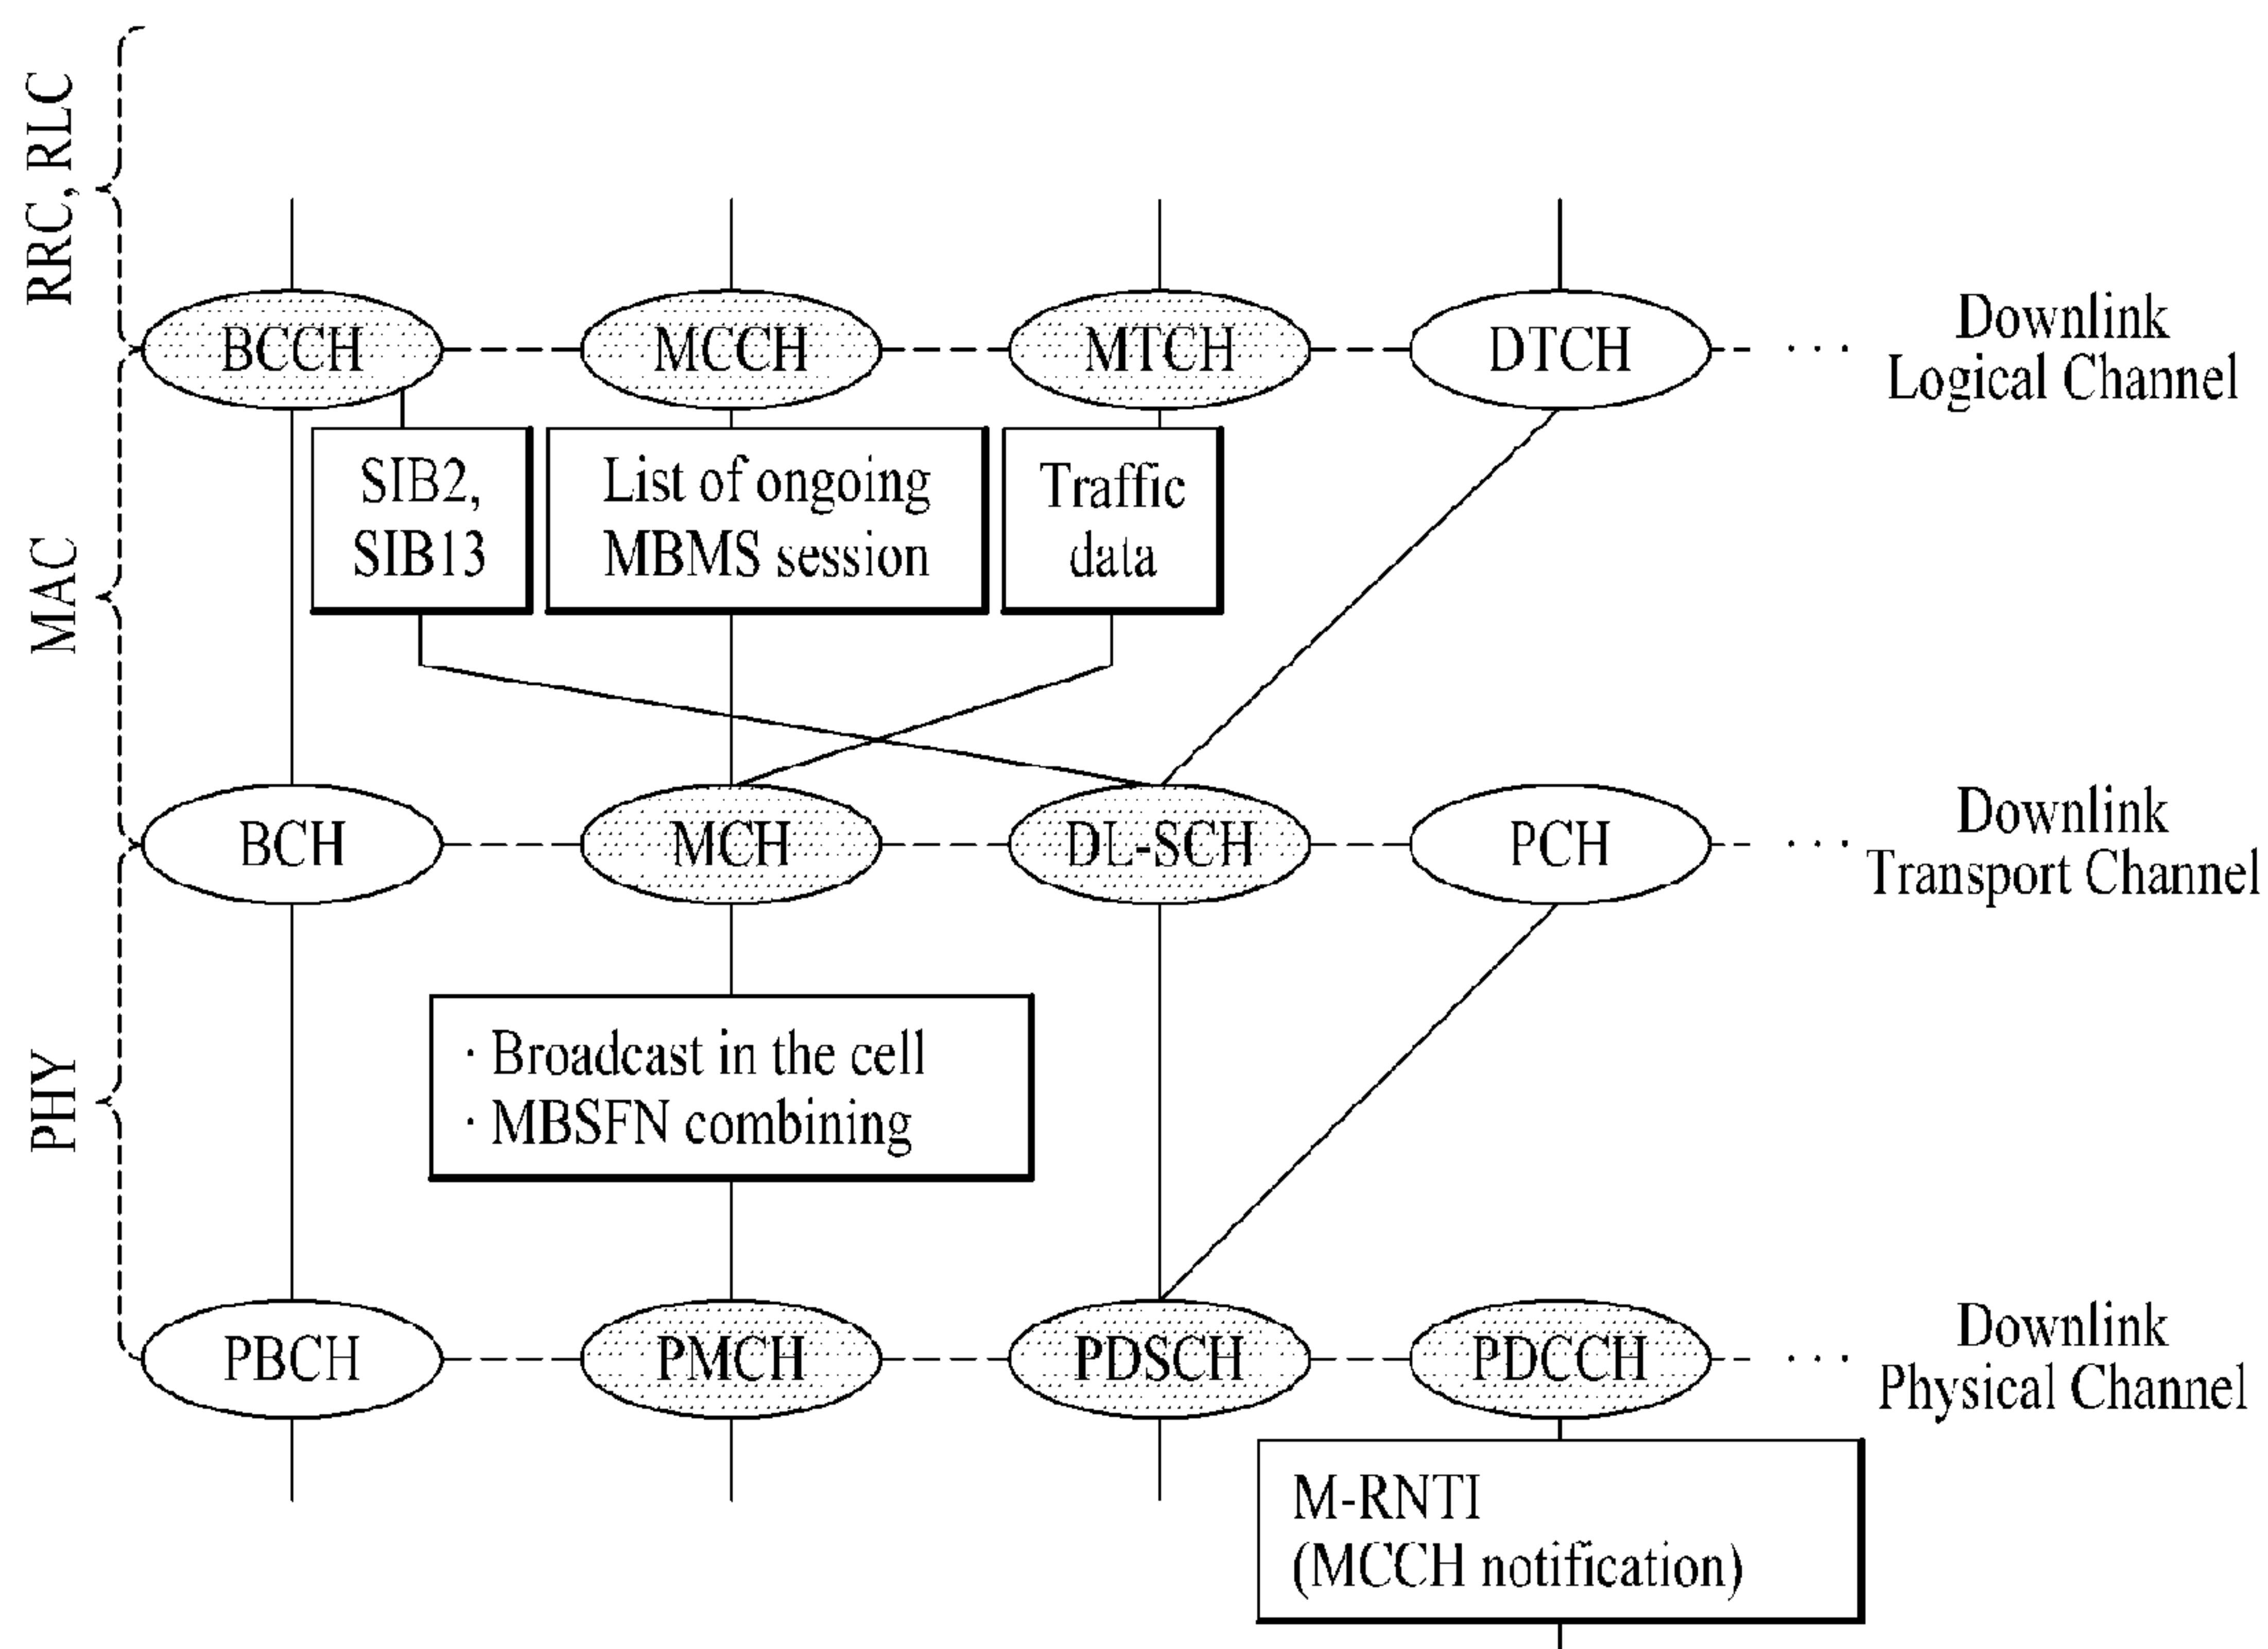 RRC, RLC
BCCH
MCCH
MTCH
DTCH
· · ·
Downlink
Logical Channel
SIB2,
SIB13
List of ongoing
MBMS session
Traffic
data
MAC
BCH
MCH
DL-SCH
PCH
· · ·
Downlink
Transport Channel
· Broadcast in the cell
· MBSFN combining
PHY
PBCH
PMCH
PDSCH
PDCCH
· · ·
Downlink
Physical Channel
M-RNTI
(MCCH notification)